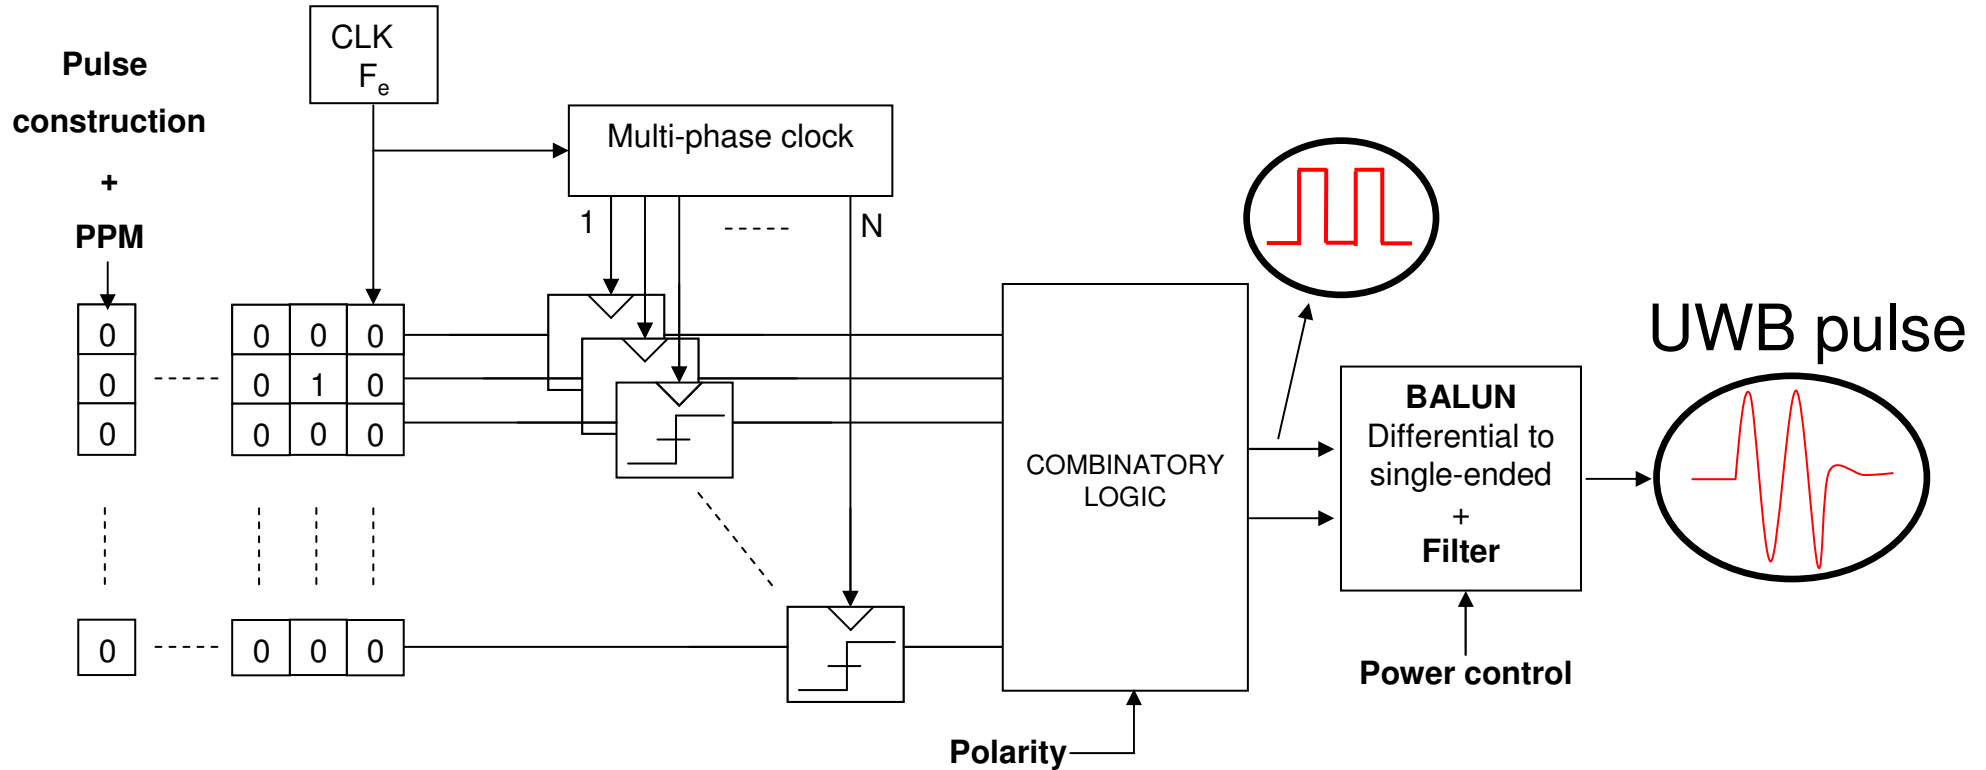 Pulse
construction
+
PPM
CLK
Fₑ
Multi-phase clock
1
N
0 0 0 0
0 0 1 0
0 0 0 0
0 0 0 0
COMBINATORY
LOGIC
Polarity
BALUN
Differential to
single-ended
+
Filter
Power control
UWB pulse